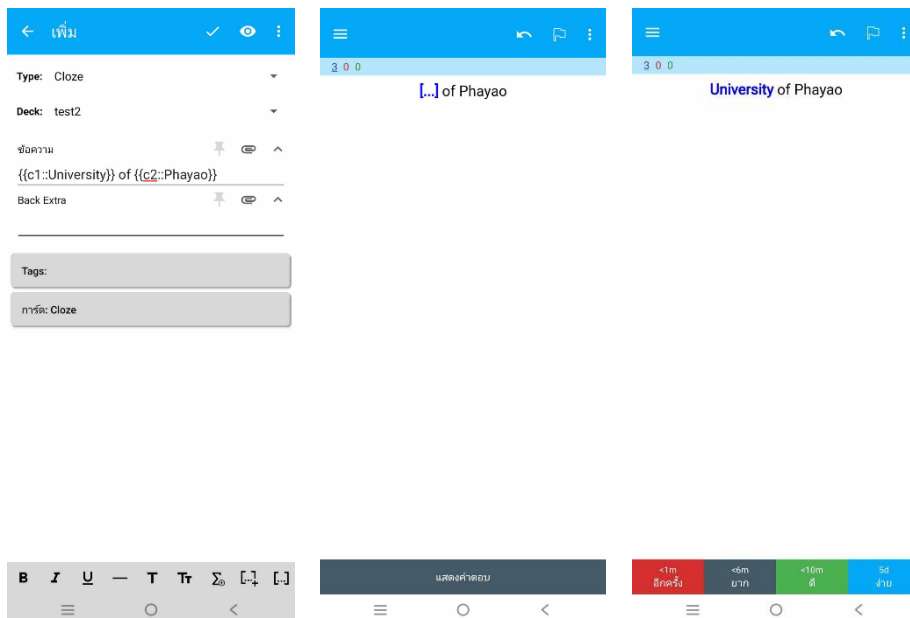 เพิ่ม
Type: Cloze
Deck: test2
ข้อความ
{{c1::University}} of {{c2::Phayao}}
Back Extra
Tags:
การ์ด: Cloze
B I U — T Tт Σ [...] [...]
3 0 0
[...] of Phayao
แสดงคำตอบ
3 0 0
University of Phayao
<1m <6m <10m 5d
อีกครั้ง ยาก ดี ง่าย